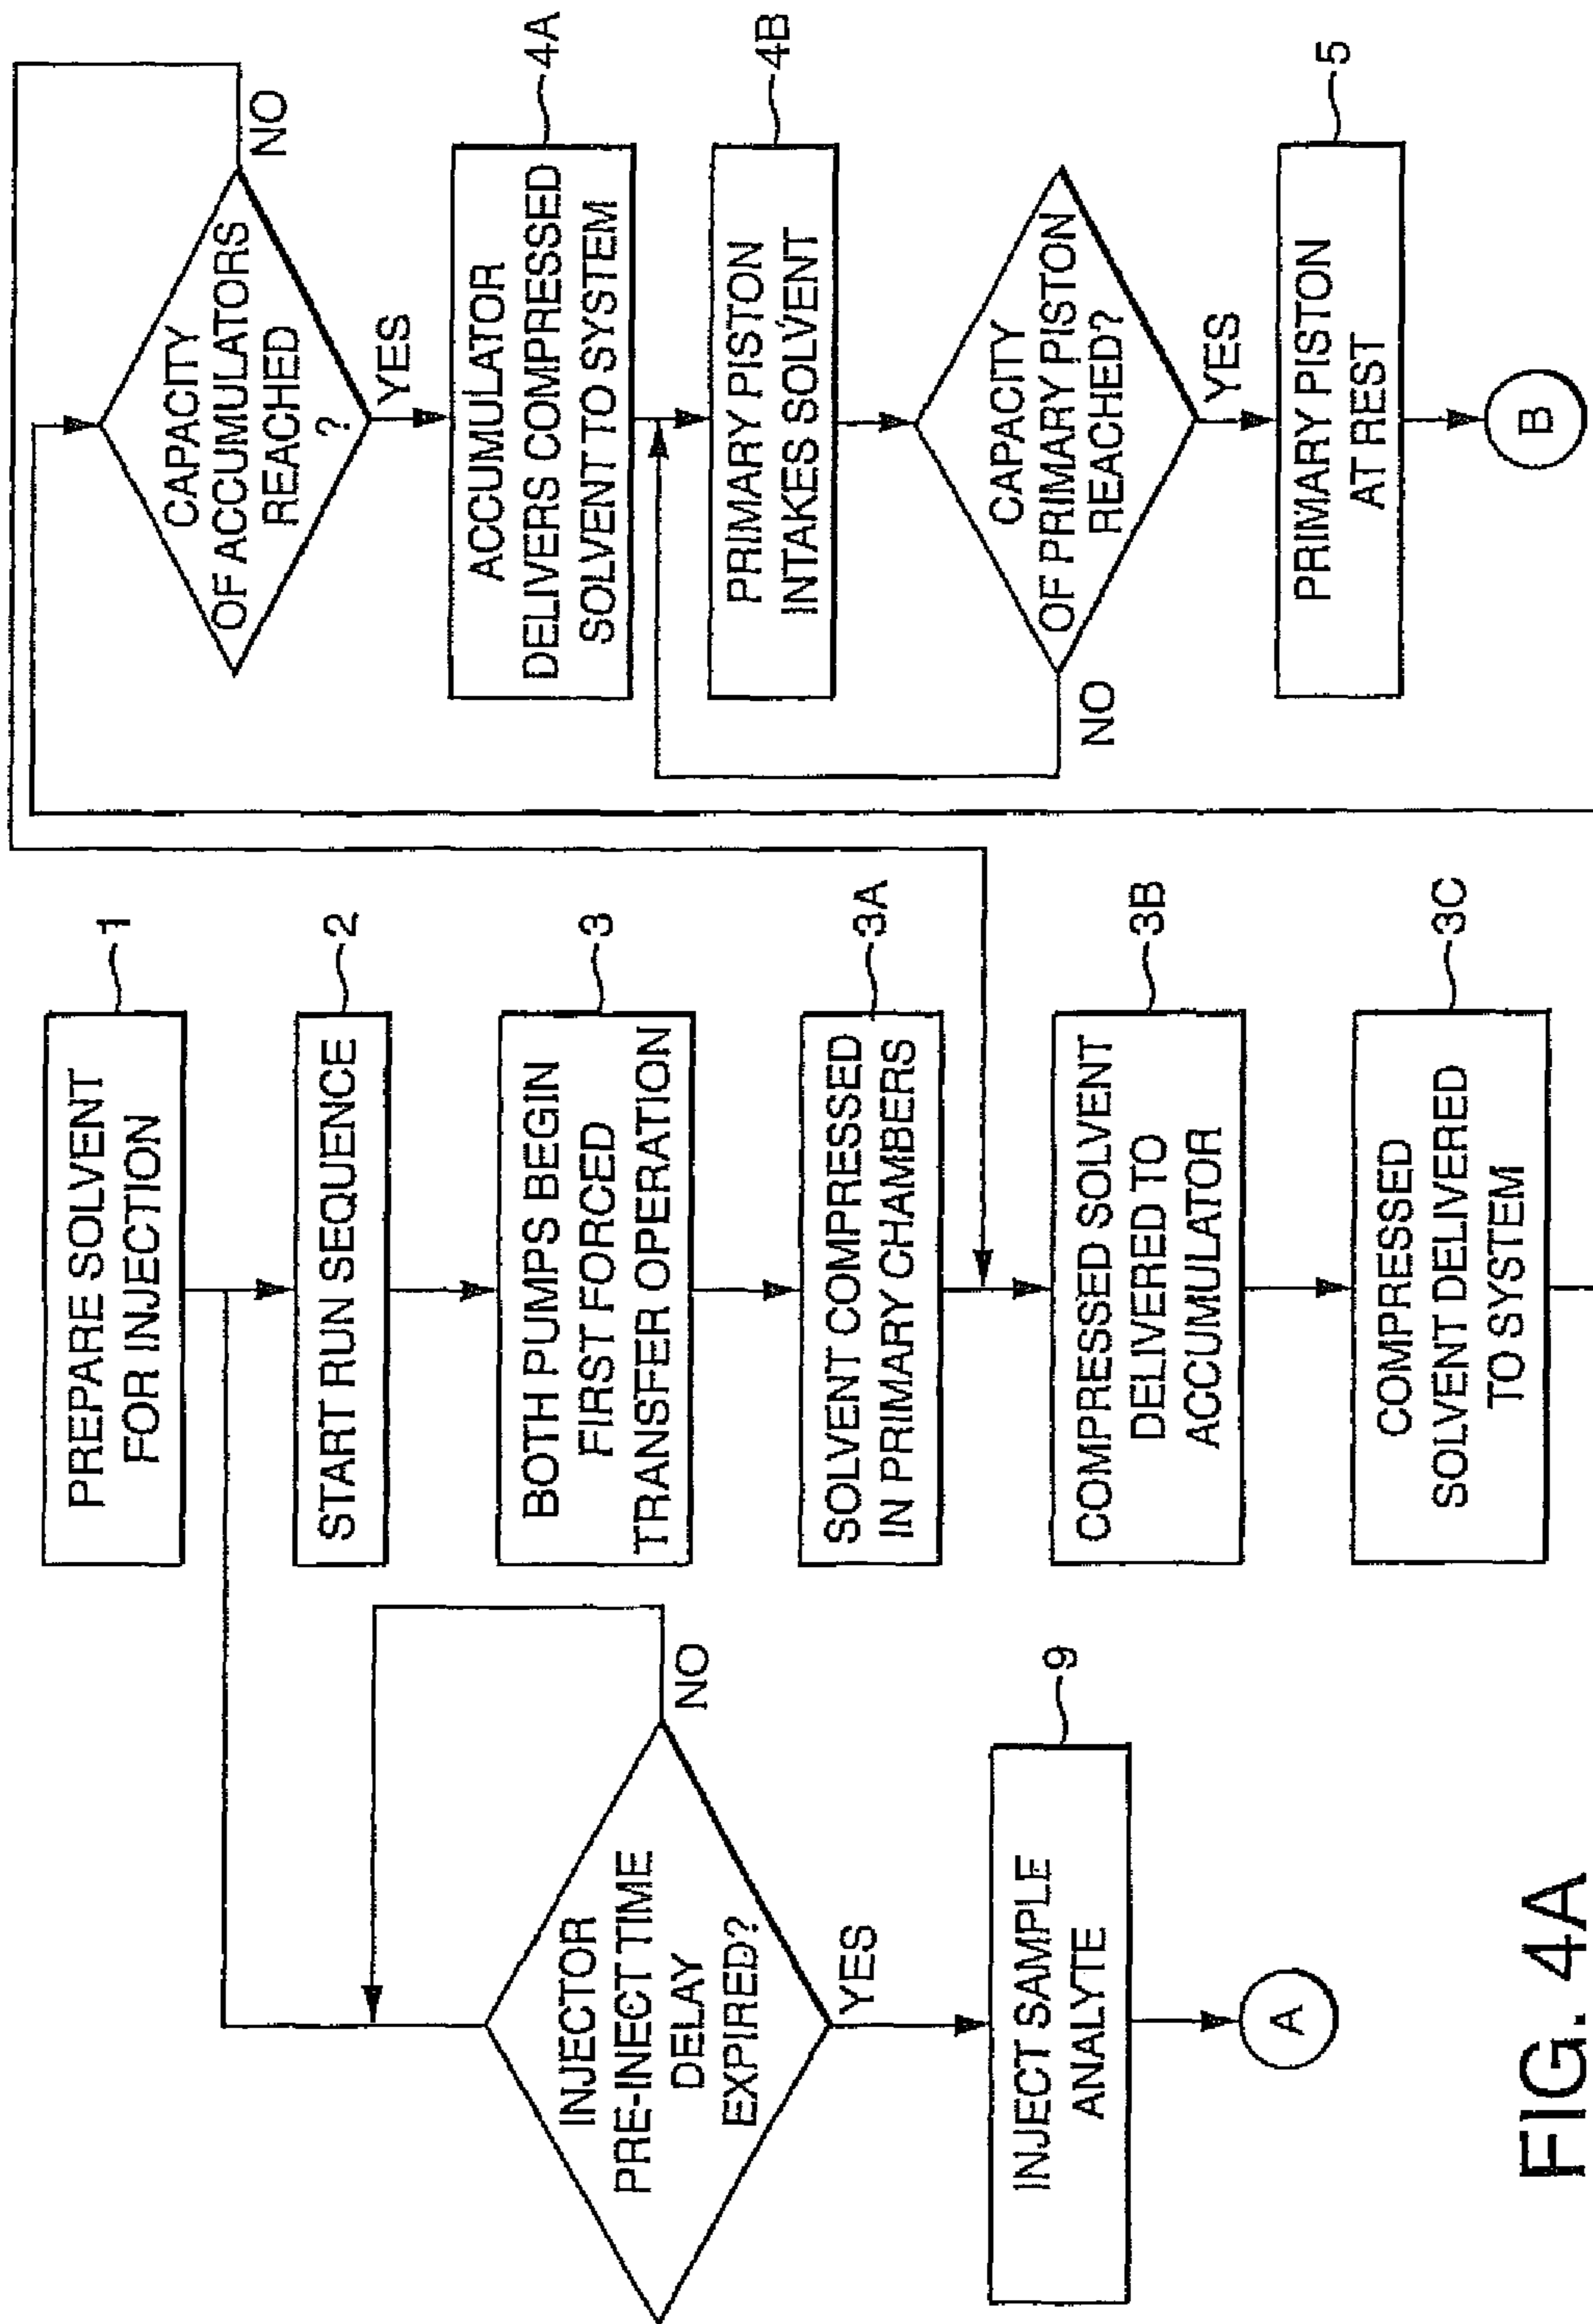 1
PREPARE SOLVENT
FOR INJECTION
2
START RUN SEQUENCE
3
BOTH PUMPS BEGIN
FIRST FORCED
TRANSFER OPERATION
3A
SOLVENT COMPRESSED
IN PRIMARY CHAMBERS
3B
COMPRESSED SOLVENT
DELIVERED TO
ACCUMULATOR
3C
COMPRESSED
SOLVENT DELIVERED
TO SYSTEM
INJECTOR
PRE-INECT TIME
DELAY
EXPIRED?
NO
YES
9
INJECT SAMPLE
ANALYTE
A
CAPACITY
OF ACCUMULATORS
REACHED
?
NO
YES
4A
ACCUMULATOR
DELIVERS COMPRESSED
SOLVENT TO SYSTEM
4B
PRIMARY PISTON
INTAKES SOLVENT
CAPACITY
OF PRIMARY PISTON
REACHED?
NO
YES
5
PRIMARY PISTON
AT REST
B
FIG. 4A